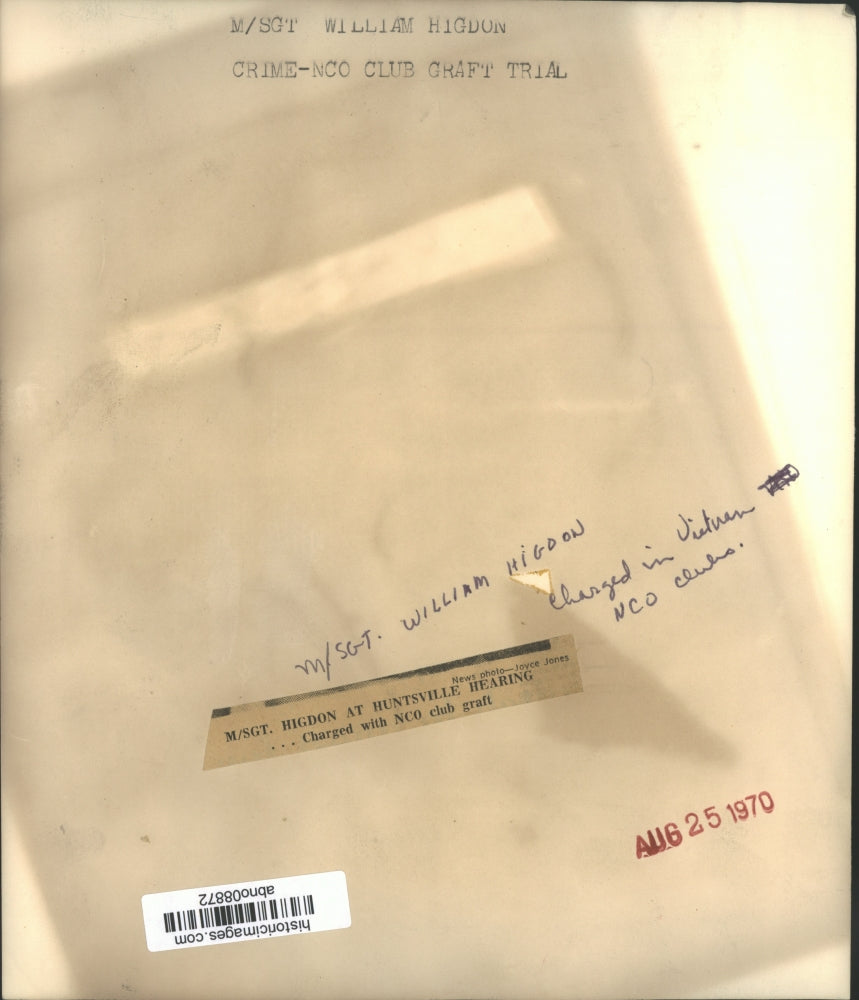 M/SGT WILLIAM HIGDON
CRIME-NCO CLUB GRAFT TRIAL
M/SGT. WILLIAM HIGDON
Charged in Vietnam
NCO clubs.
News photo—Joyce Jones
M/SGT. HIGDON AT HUNTSVILLE HEARING
. . . Charged with NCO club graft
AUG 25 1970
historicimages.com
abno08872